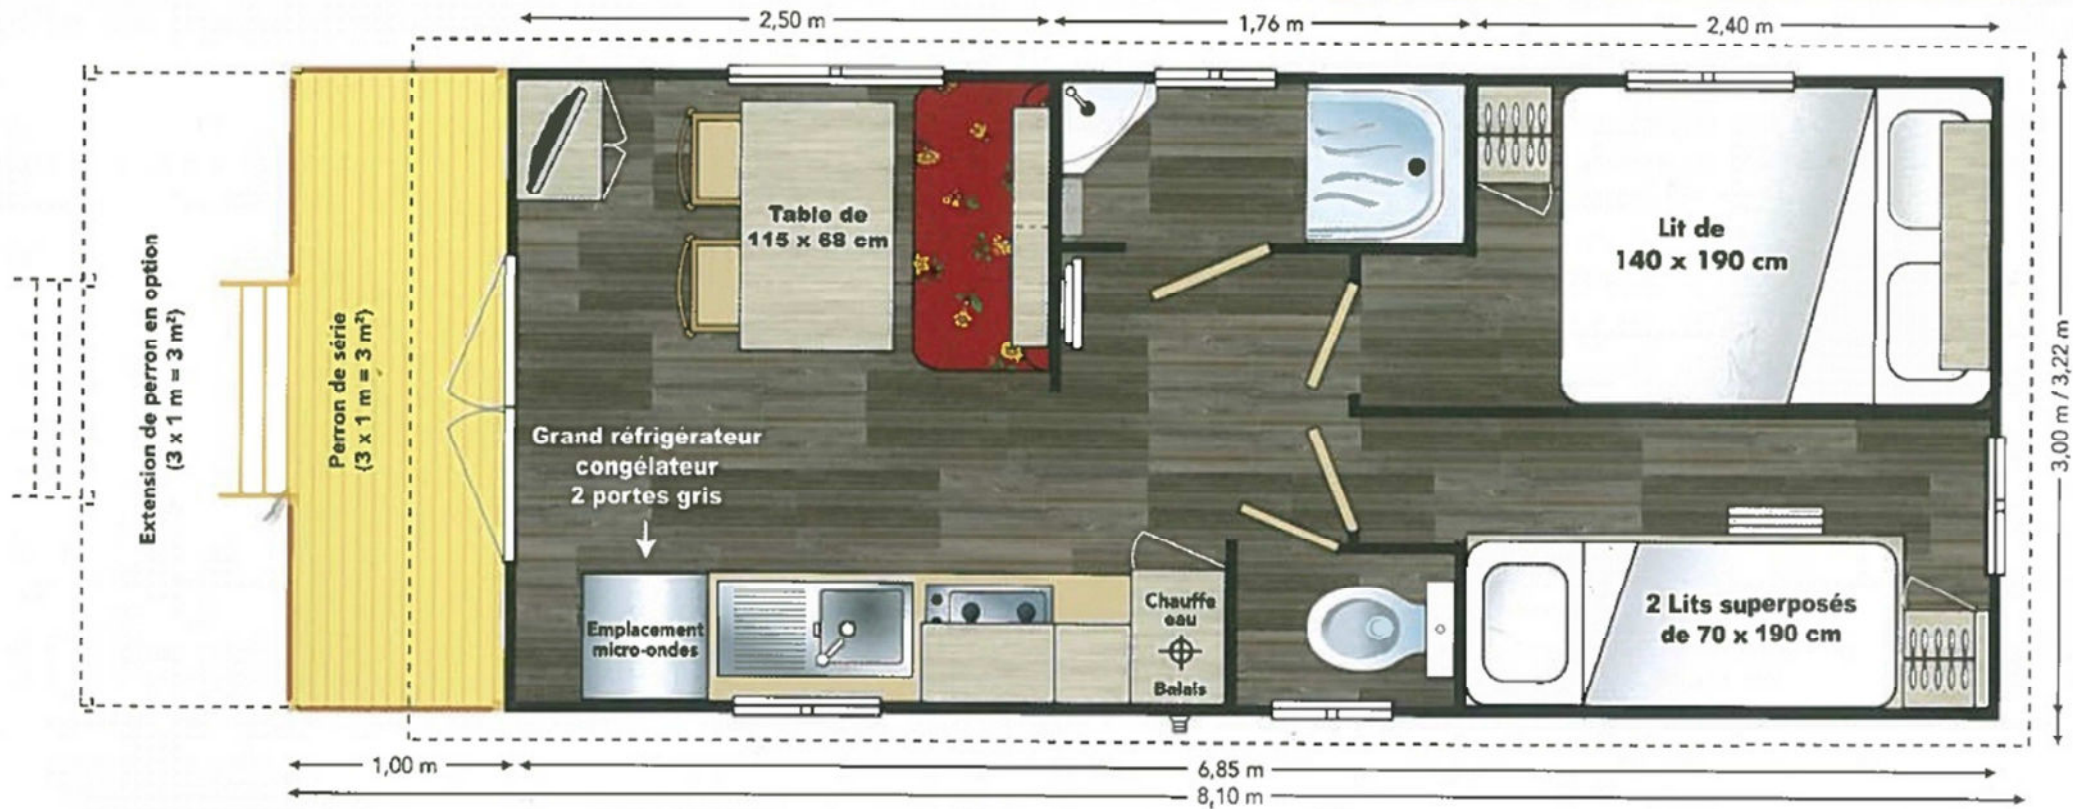 2,50 m
1,76 m
2,40 m
Extension de perron en option
(3 x 1 m = 3 m²)
Perron de série
(3 x 1 m = 3 m²)
Table de
115 x 68 cm
Lit de
140 x 190 cm
3,00 m / 3,22 m
Grand réfrigérateur
congélateur
2 portes gris
Emplacement
micro-ondes
Chauffe
eau
Balais
2 Lits superposés
de 70 x 190 cm
1,00 m
6,85 m
8,10 m